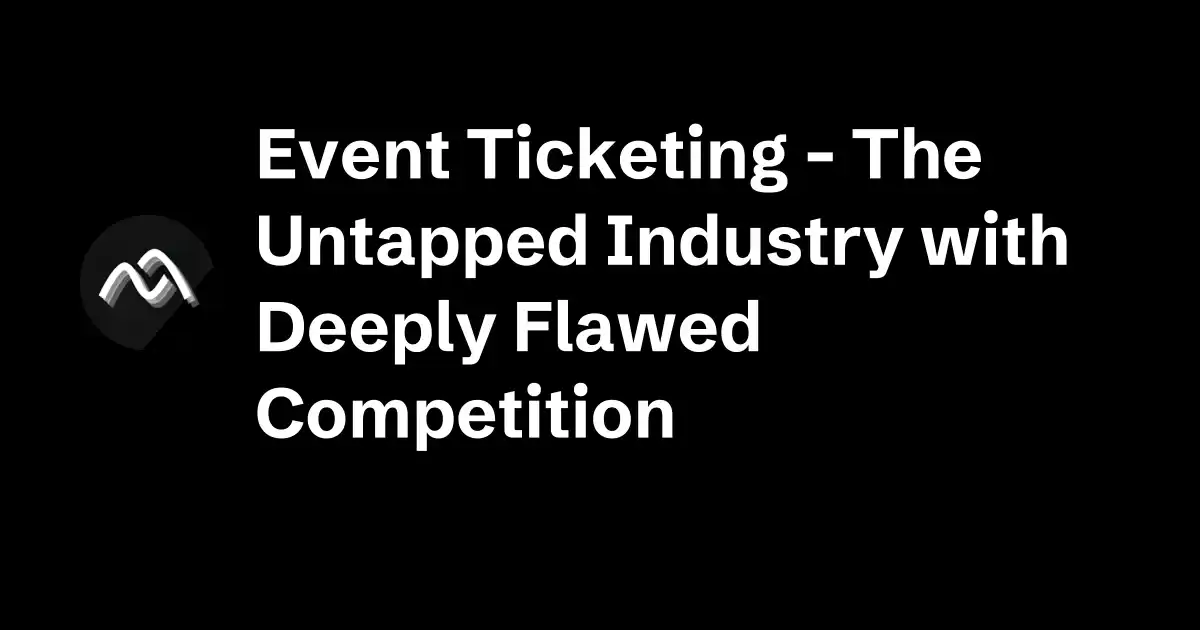 Event Ticketing - The
Untapped Industry with
Deeply Flawed
Competition